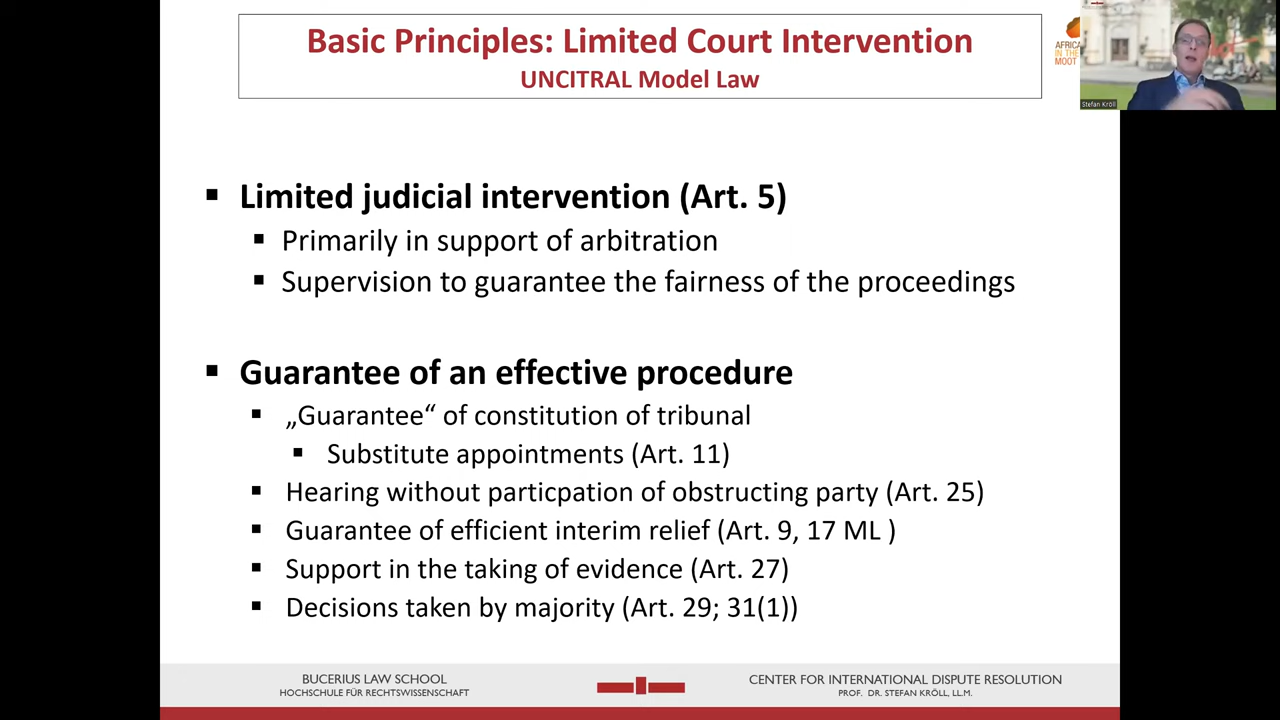 Basic Principles: Limited Court Intervention
UNCITRAL Model Law
AFRICA
IN THE
MOOT
Stefan Kröll
▪ Limited judicial intervention (Art. 5)
▪ Primarily in support of arbitration
▪ Supervision to guarantee the fairness of the proceedings
▪ Guarantee of an effective procedure
▪ „Guarantee“ of constitution of tribunal
▪ Substitute appointments (Art. 11)
▪ Hearing without particpation of obstructing party (Art. 25)
▪ Guarantee of efficient interim relief (Art. 9, 17 ML )
▪ Support in the taking of evidence (Art. 27)
▪ Decisions taken by majority (Art. 29; 31(1))
BUCERIUS LAW SCHOOL
HOCHSCHULE FÜR RECHTSWISSENSCHAFT
CENTER FOR INTERNATIONAL DISPUTE RESOLUTION
PROF. DR. STEFAN KRÖLL, LL.M.